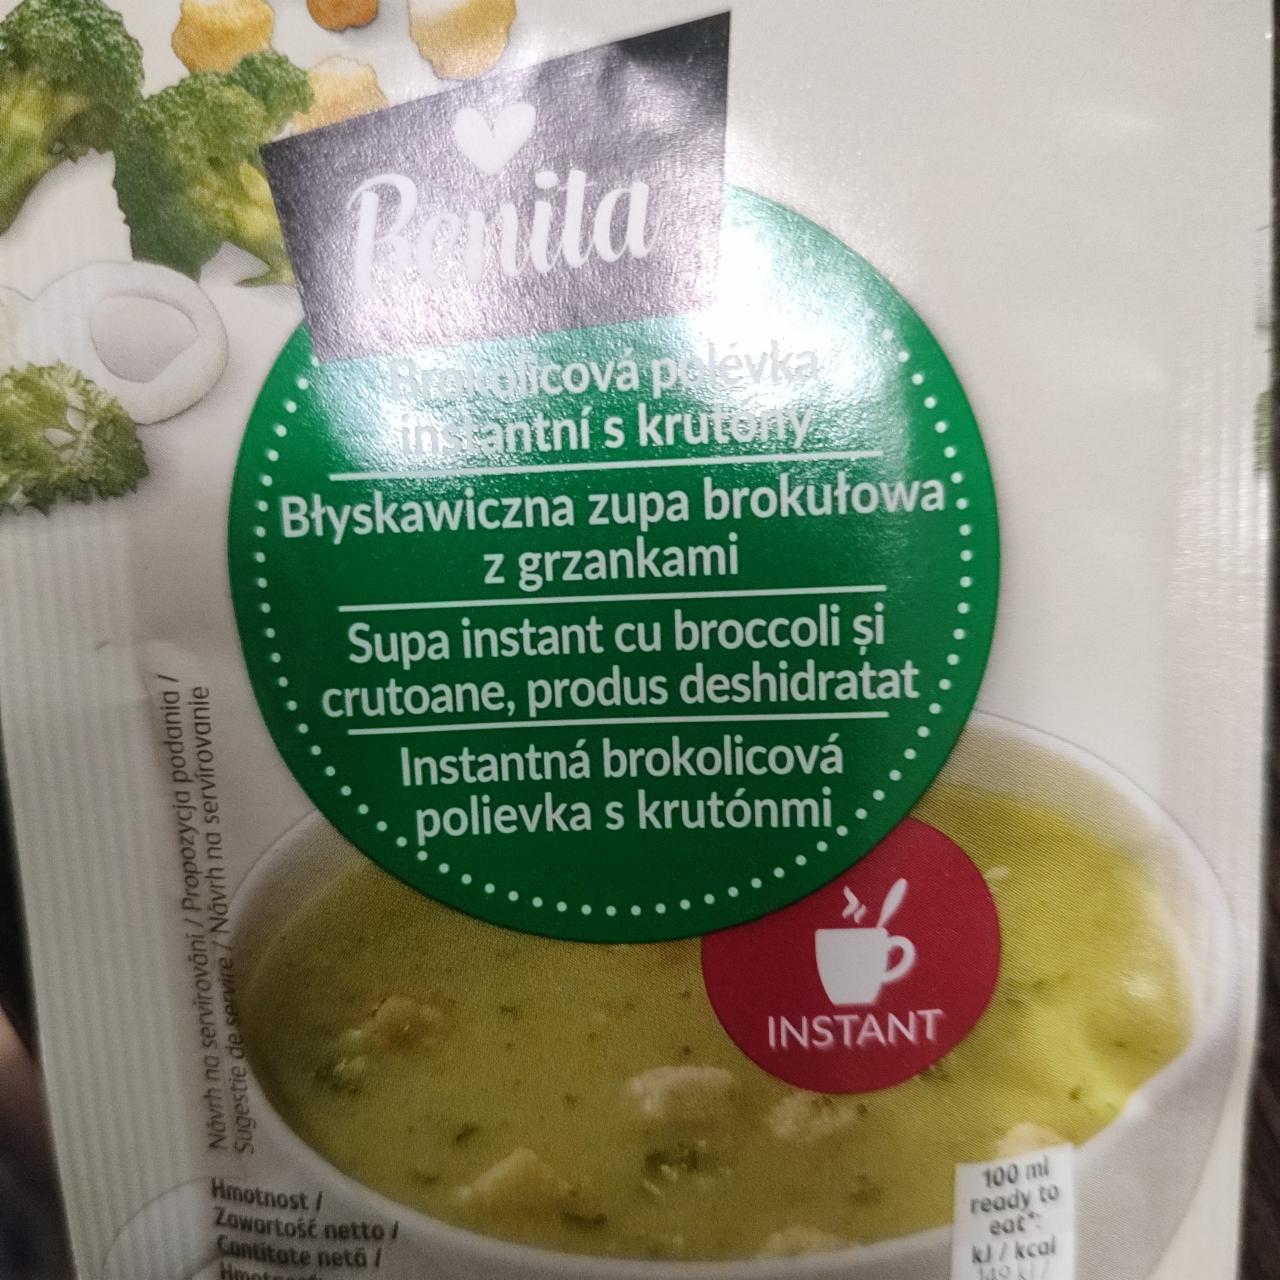 Benita
Brokolicová polévka
instantní s krutóny
Błyskawiczna zupa brokułowa
z grzankami
Supa instant cu broccoli și
crutoane, produs deshidratat
Instantná brokolicová
polievka s krutónmi
INSTANT
Návrh na servírování / Propozycja podania /
Sugestie de servire / Návrh na servírovanie
Hmotnost /
Zawartość netto /
Cantitate netă /
100 ml
ready to
eat*:
kJ / kcal